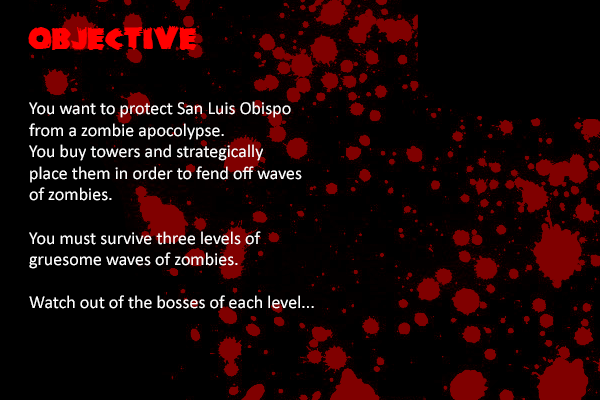 OBJECTIVE
You want to protect San Luis Obispo
from a zombie apocolypse.
You buy towers and strategically
place them in order to fend off waves
of zombies.
You must survive three levels of
gruesome waves of zombies.
Watch out of the bosses of each level...